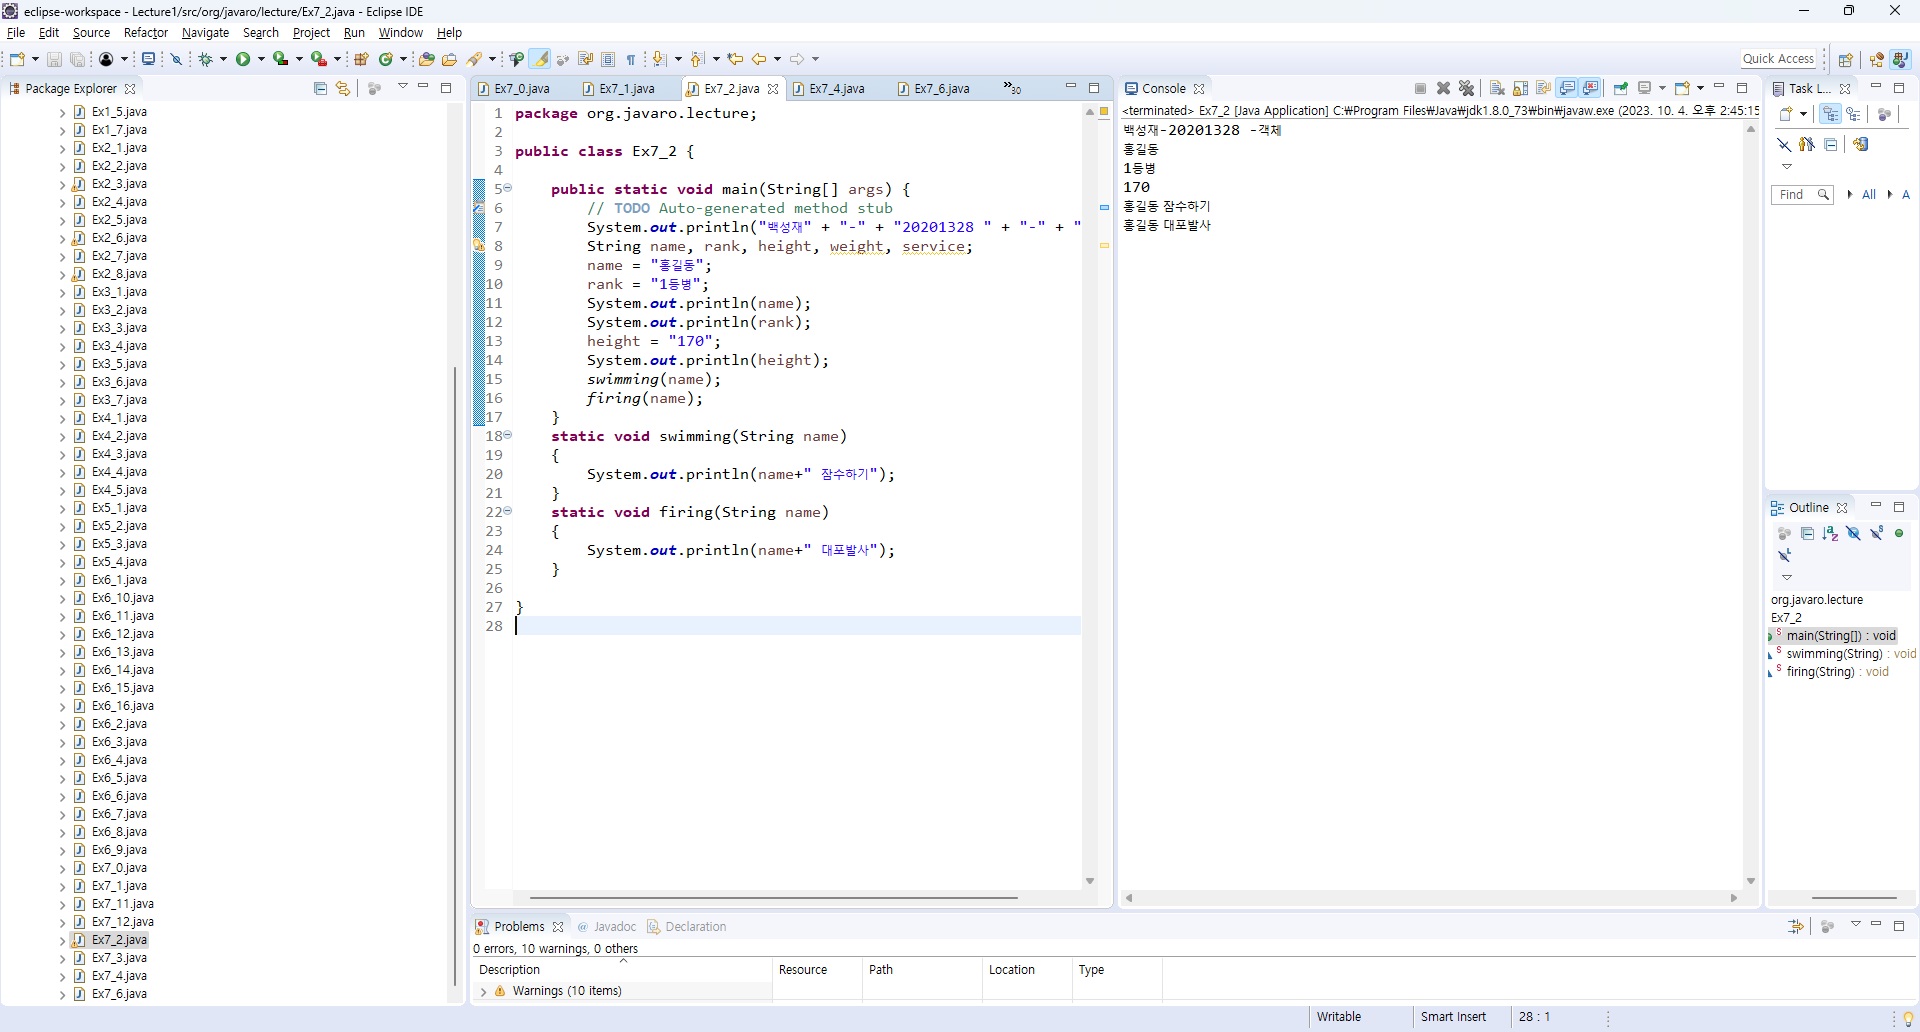 eclipse-workspace - Lecture1/src/org/javaro/lecture/Ex7_2.java - Eclipse IDE
File Edit Source Refactor Navigate Search Project Run Window Help
Quick Access
Package Explorer
Ex1_5.java
Ex1_7.java
Ex2_1.java
Ex2_2.java
Ex2_3.java
Ex2_4.java
Ex2_5.java
Ex2_6.java
Ex2_7.java
Ex2_8.java
Ex3_1.java
Ex3_2.java
Ex3_3.java
Ex3_4.java
Ex3_5.java
Ex3_6.java
Ex3_7.java
Ex4_1.java
Ex4_2.java
Ex4_3.java
Ex4_4.java
Ex4_5.java
Ex5_1.java
Ex5_2.java
Ex5_3.java
Ex5_4.java
Ex6_1.java
Ex6_10.java
Ex6_11.java
Ex6_12.java
Ex6_13.java
Ex6_14.java
Ex6_15.java
Ex6_16.java
Ex6_2.java
Ex6_3.java
Ex6_4.java
Ex6_5.java
Ex6_6.java
Ex6_7.java
Ex6_8.java
Ex6_9.java
Ex7_0.java
Ex7_1.java
Ex7_11.java
Ex7_12.java
Ex7_2.java
Ex7_3.java
Ex7_4.java
Ex7_6.java
Ex7_0.java Ex7_1.java Ex7_2.java Ex7_4.java Ex7_6.java »30
1 package org.javaro.lecture;
2
3 public class Ex7_2 {
4
5 public static void main(String[] args) {
6 // TODO Auto-generated method stub
7 System.out.println("백성재" + "-" + "20201328 " + "-" + "
8 String name, rank, height, weight, service;
9 name = "홍길동";
10 rank = "1등병";
11 System.out.println(name);
12 System.out.println(rank);
13 height = "170";
14 System.out.println(height);
15 swimming(name);
16 firing(name);
17 }
18 static void swimming(String name)
19 {
20 System.out.println(name+" 잠수하기");
21 }
22 static void firing(String name)
23 {
24 System.out.println(name+" 대포발사");
25 }
26
27 }
28
Console
<terminated> Ex7_2 [Java Application] C:₩Program Files₩Java₩jdk1.8.0_73₩bin₩javaw.exe (2023. 10. 4. 오후 2:45:15
백성재-20201328 -객체
홍길동
1등병
170
홍길동 잠수하기
홍길동 대포발사
Task L...
Find All A
Outline
org.javaro.lecture
Ex7_2
main(String[]) : void
swimming(String) : void
firing(String) : void
Problems Javadoc Declaration
0 errors, 10 warnings, 0 others
Description Resource Path Location Type
Warnings (10 items)
Writable Smart Insert 28 : 1